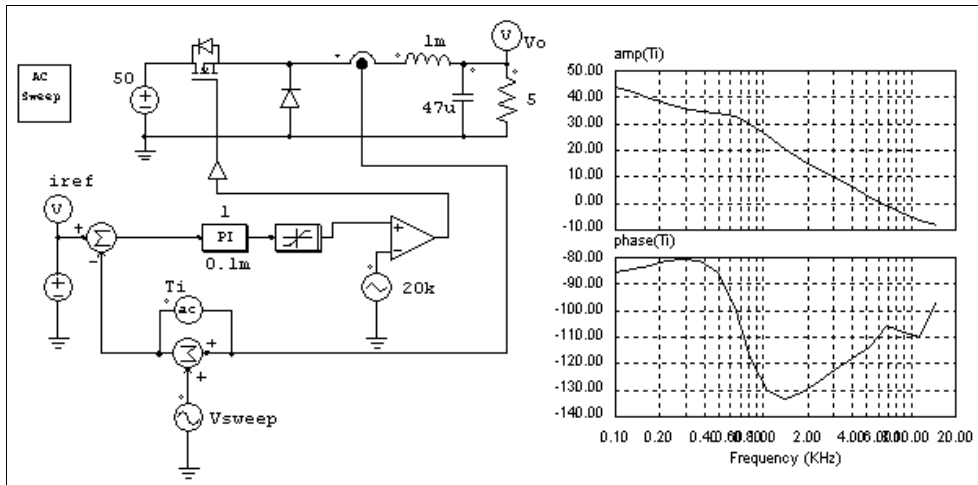 AC
Sweep
50
1m
V
Vo
47u
5
iref
V
1
PI
0.1m
20k
Ti
ac
Vsweep
amp(Ti)
50.00
40.00
30.00
20.00
10.00
0.00
-10.00
phase(Ti)
-80.00
-90.00
-100.00
-110.00
-120.00
-130.00
-140.00
0.10
0.20
2.00
4.00
20.00
Frequency (KHz)